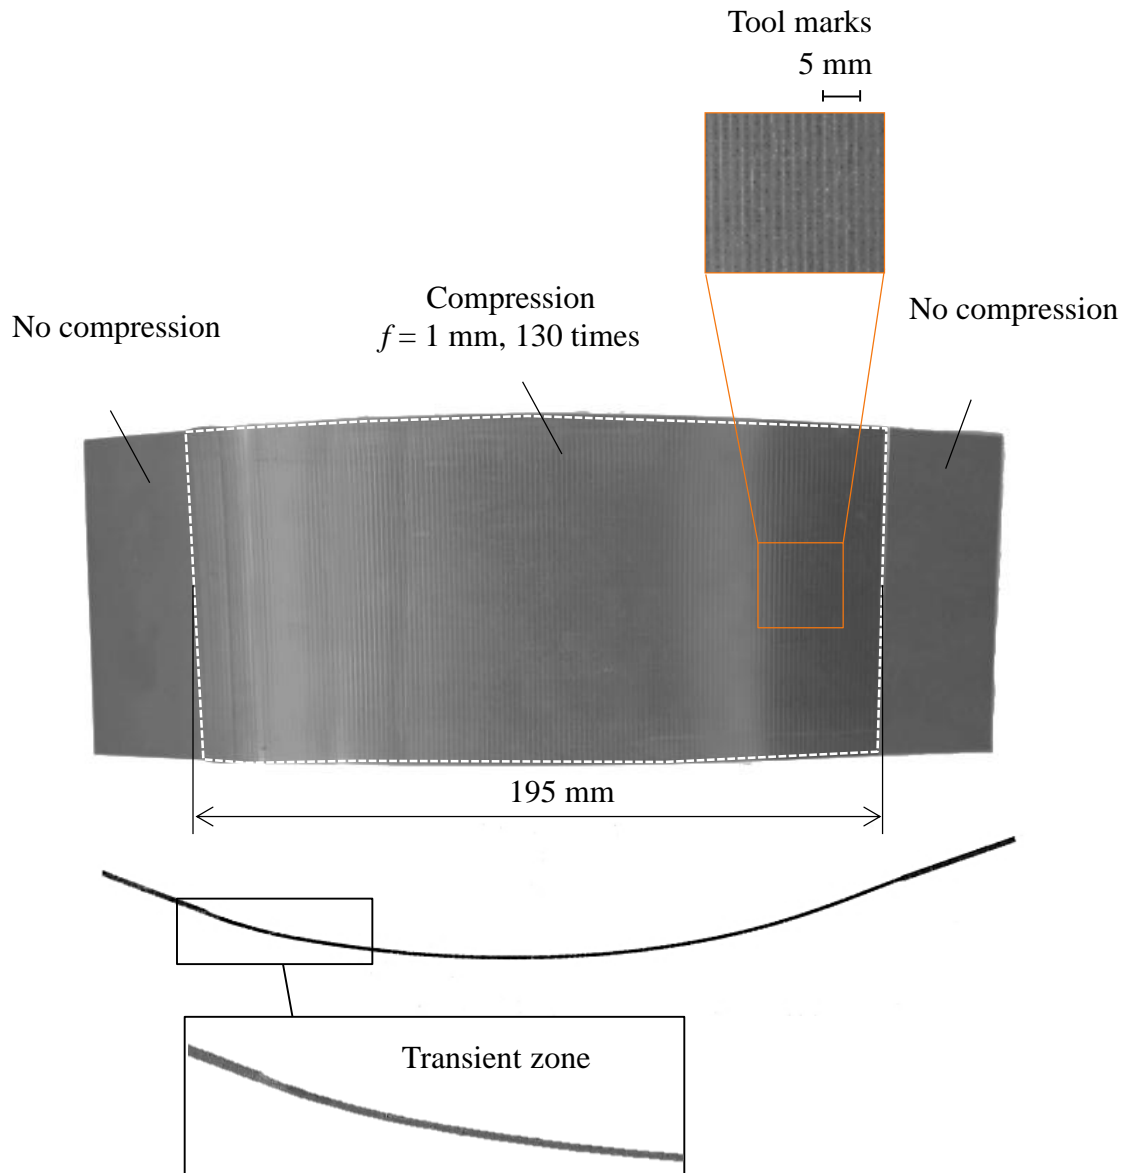 Tool marks
5 mm
Compression
f = 1 mm, 130 times
No compression
No compression
195 mm
Transient zone